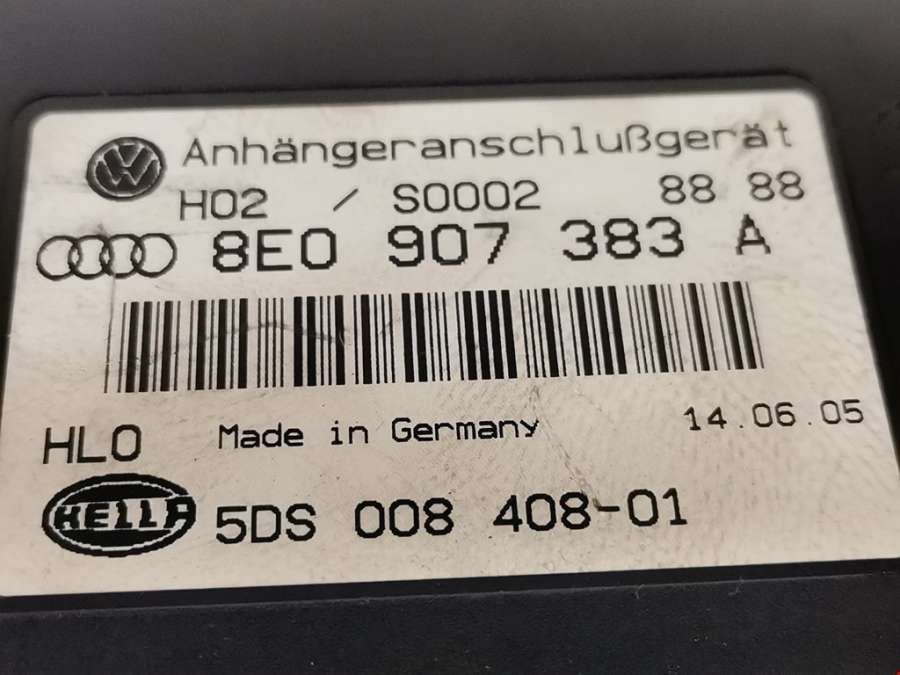 Anhängeranschlußgerät
H02 / S0002 88 88
8E0 907 383 A
HLO Made in Germany 14.06.05
HELLA 5DS 008 408-01